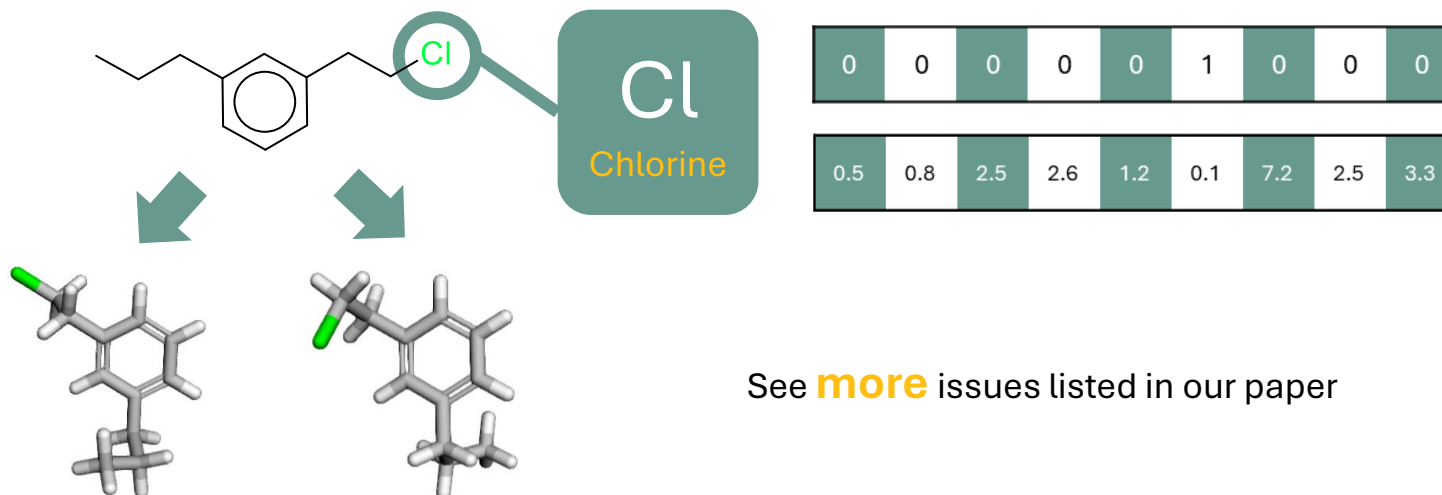 Cl
Cl
Chlorine
0 0 0 0 0 1 0 0 0
0.5 0.8 2.5 2.6 1.2 0.1 7.2 2.5 3.3
See more issues listed in our paper